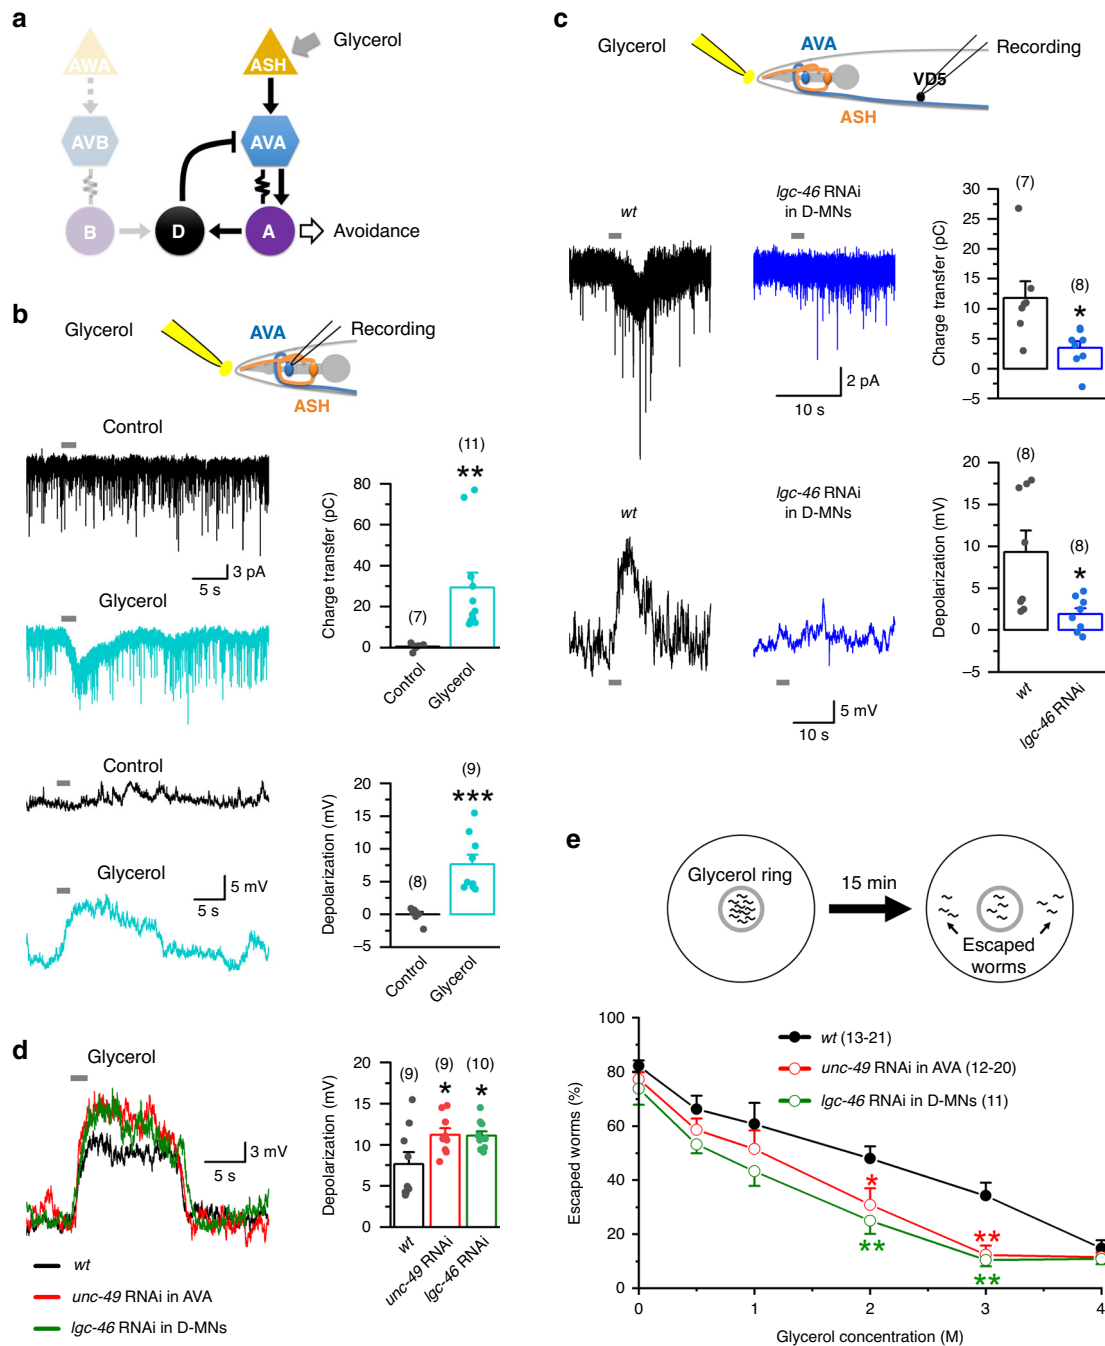 a
AWA
ASH
Glycerol
AVB
AVA
B
D
A
Avoidance
b
Glycerol
AVA
Recording
ASH
Control
3 pA
5 s
Glycerol
(11)
**
80
60
40
20
0
Charge transfer (pC)
(7)
Control
Glycerol
Control
Glycerol
5 mV
5 s
(9)
***
20
15
10
5
0
–5
Depolarization (mV)
(8)
Control
Glycerol
c
Glycerol
AVA
Recording
VD5
ASH
wt
lgc-46 RNAi
in D-MNs
2 pA
10 s
30
25
20
15
10
5
0
–5
Charge transfer (pC)
(7)
(8)
*
wt
lgc-46 RNAi
in D-MNs
5 mV
10 s
20
15
10
5
0
–5
Depolarization (mV)
(8)
(8)
*
wt
lgc-46 RNAi
d
Glycerol
3 mV
5 s
wt
unc-49 RNAi in AVA
lgc-46 RNAi in D-MNs
20
15
10
5
0
Depolarization (mV)
(9)
(9)
(10)
*
*
wt
unc-49 RNAi
lgc-46 RNAi
e
Glycerol ring
15 min
Escaped
worms
100
80
60
40
20
0
Escaped worms (%)
wt (13-21)
unc-49 RNAi in AVA (12-20)
lgc-46 RNAi in D-MNs (11)
*
**
**
**
0
1
2
3
4
Glycerol concentration (M)